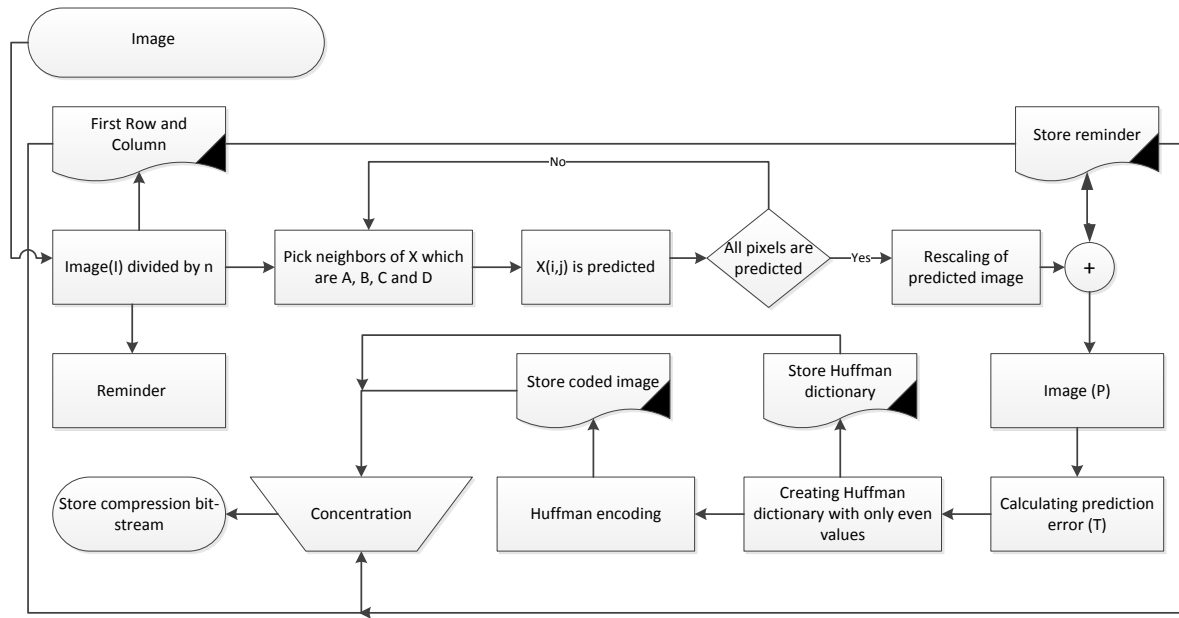 Image
First Row and
Column
Store reminder
No
Image(I) divided by n
Pick neighbors of X which
are A, B, C and D
X(i,j) is predicted
All pixels are
predicted
Yes
Rescaling of
predicted image
+
Reminder
Store coded image
Store Huffman
dictionary
Image (P)
Store compression bit-
stream
Concentration
Huffman encoding
Creating Huffman
dictionary with only even
values
Calculating prediction
error (T)